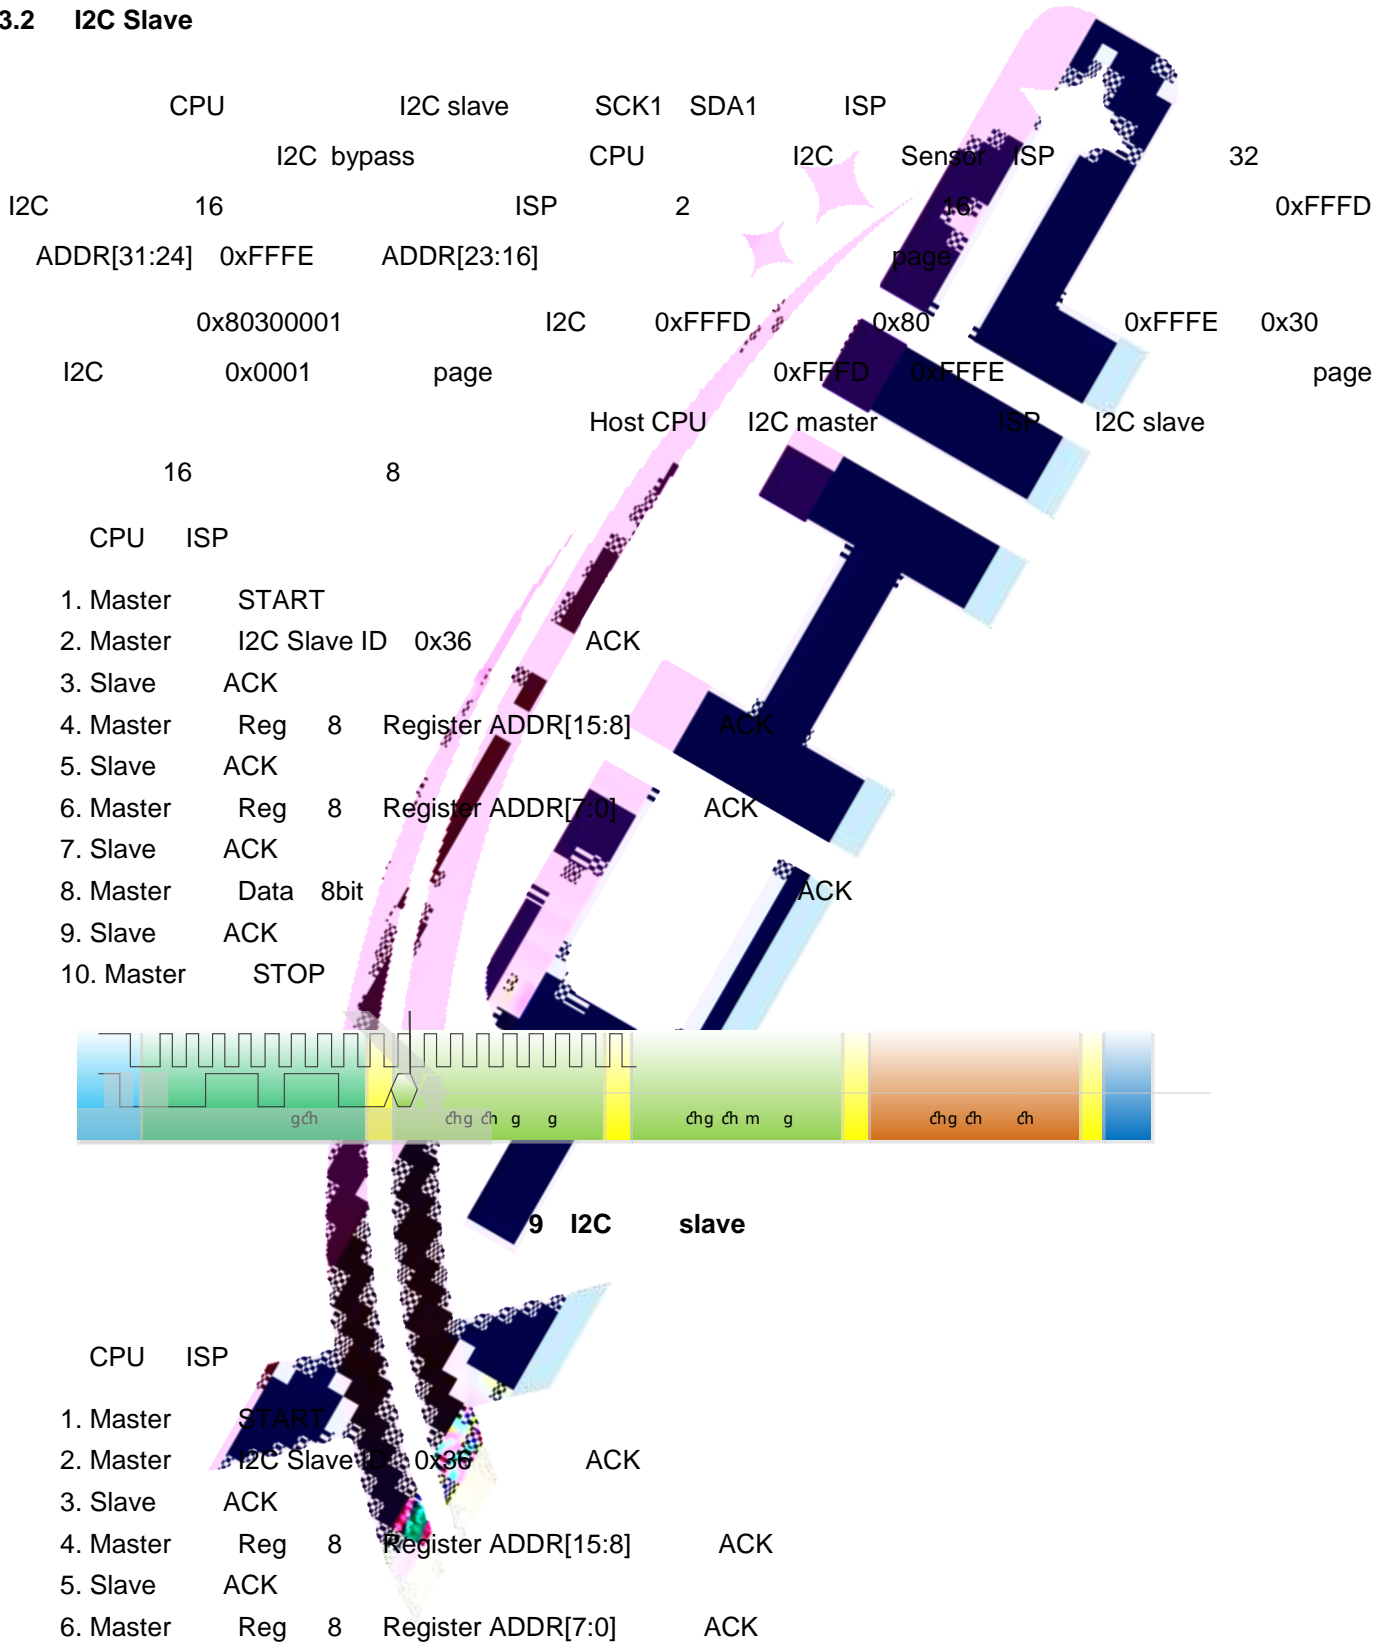 3.2 I2C Slave
CPU I2C slave SCK1 SDA1 ISP
I2C bypass CPU I2C Sensor ISP 32
I2C 16 ISP 2 16 0xFFFD
ADDR[31:24] 0xFFFE ADDR[23:16] page
0x80300001 I2C 0xFFFD 0x80 0xFFFE 0x30
I2C 0x0001 page 0xFFFD 0xFFFE page
Host CPU I2C master ISP I2C slave
16 8
CPU ISP
1. Master START
2. Master I2C Slave ID 0x36 ACK
3. Slave ACK
4. Master Reg 8 Register ADDR[15:8] ACK
5. Slave ACK
6. Master Reg 8 Register ADDR[7:0] ACK
7. Slave ACK
8. Master Data 8bit ACK
9. Slave ACK
10. Master STOP
9 I2C slave
CPU ISP
1. Master START
2. Master I2C Slave ID 0x36 ACK
3. Slave ACK
4. Master Reg 8 Register ADDR[15:8] ACK
5. Slave ACK
6. Master Reg 8 Register ADDR[7:0] ACK